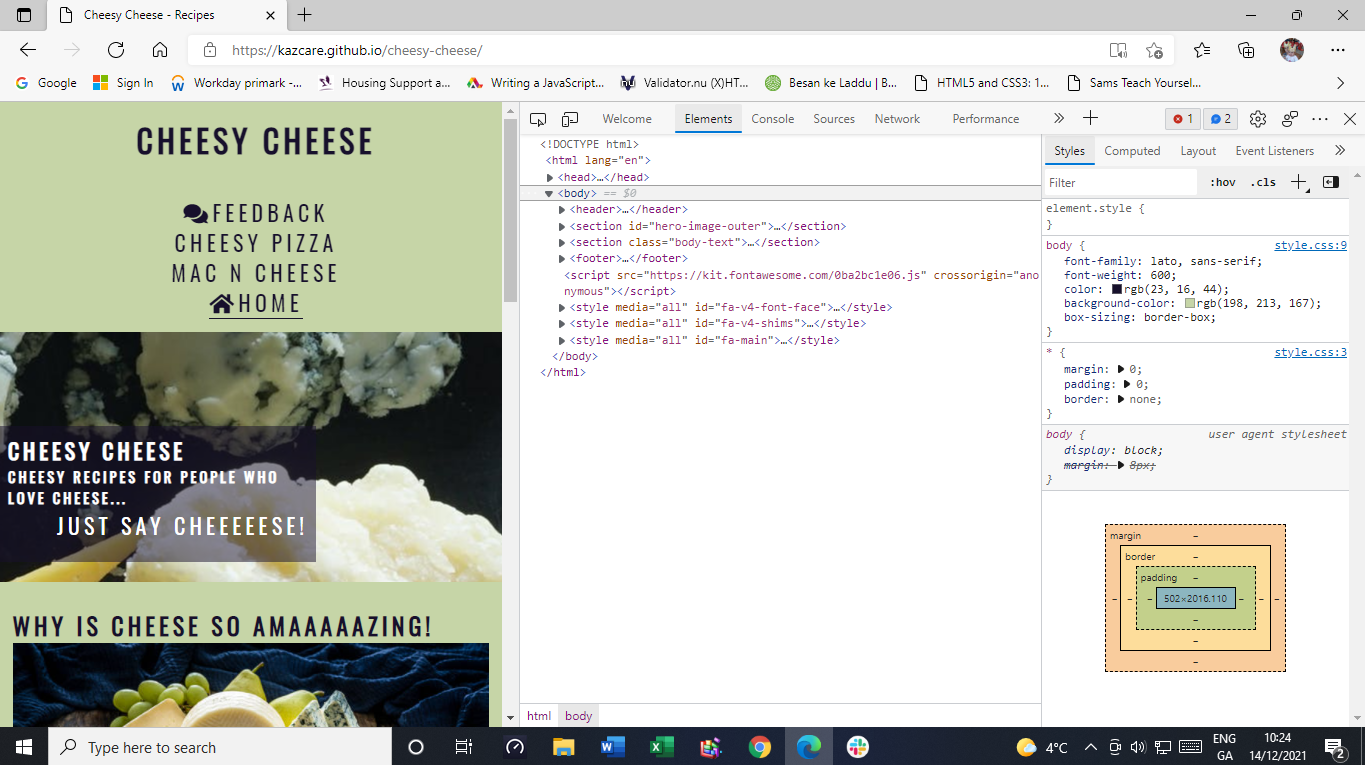 Cheesy Cheese - Recipes
https://kazcare.github.io/cheesy-cheese/
Google Sign In Workday primark -... Housing Support a... Writing a JavaScript... Validator.nu (X)HT... Besan ke Laddu | B... HTML5 and CSS3: 1... Sams Teach Yoursel...
CHEESY CHEESE
FEEDBACK
CHEESY PIZZA
MAC N CHEESE
HOME
CHEESY CHEESE
CHEESY RECIPES FOR PEOPLE WHO
LOVE CHEESE...
JUST SAY CHEEEEESE!
WHY IS CHEESE SO AMAAAAAZING!
Welcome Elements Console Sources Network Performance 1 2
<!DOCTYPE html>
<html lang="en">
<head>…</head>
<body> == $0
<header>…</header>
<section id="hero-image-outer">…</section>
<section class="body-text">…</section>
<footer>…</footer>
<script src="https://kit.fontawesome.com/0ba2bc1e06.js" crossorigin="ano
nymous"></script>
<style media="all" id="fa-v4-font-face">…</style>
<style media="all" id="fa-v4-shims">…</style>
<style media="all" id="fa-main">…</style>
</body>
</html>
html body
Styles Computed Layout Event Listeners
Filter :hov .cls
element.style {
}
body { style.css:9
font-family: lato, sans-serif;
font-weight: 600;
color: rgb(23, 16, 44);
background-color: rgb(198, 213, 167);
box-sizing: border-box;
}
* { style.css:3
margin: 0;
padding: 0;
border: none;
}
body { user agent stylesheet
display: block;
margin: 8px;
}
margin -
border -
padding -
- - - 502×2016.110 - - -
-
-
-
Type here to search
4°C ENG 10:24
GA 14/12/2021 2